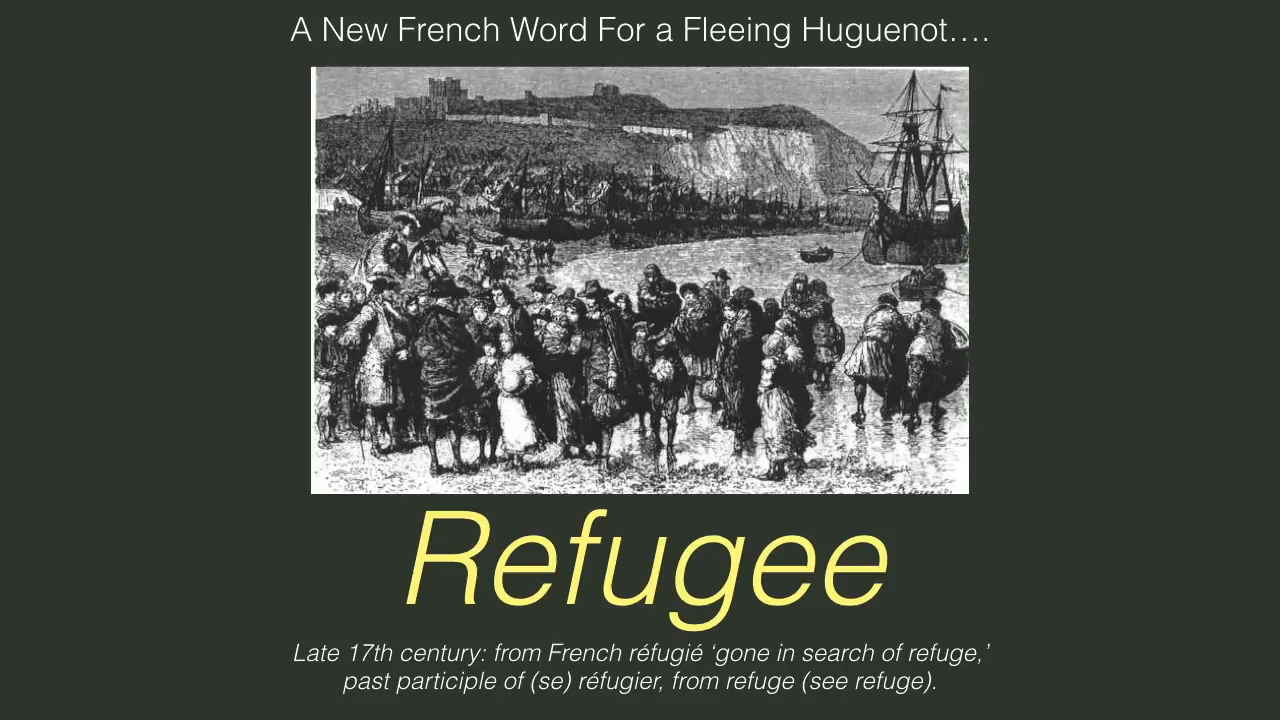 A New French Word For a Fleeing Huguenot....
Refugee
Late 17th century: from French réfugié ‘gone in search of refuge,’
past participle of (se) réfugier, from refuge (see refuge).